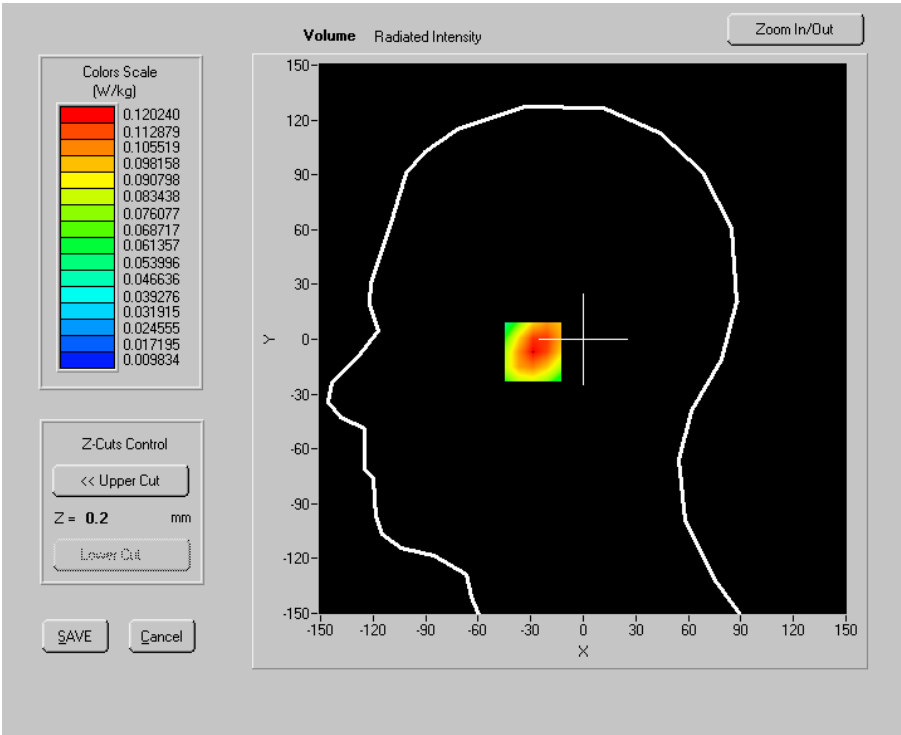 Volume Radiated Intensity
Zoom In/Out
Colors Scale
(W/kg)
0.120240
0.112879
0.105519
0.098158
0.090798
0.083438
0.076077
0.068717
0.061357
0.053996
0.046636
0.039276
0.031915
0.024555
0.017195
0.009834
Z-Cuts Control
<< Upper Cut
Z = 0.2 mm
Lower Cut
SAVE
Cancel
150
120
90
60
30
0
-30
-60
-90
-120
-150
Y
-150 -120 -90 -60 -30 0 30 60 90 120 150
X